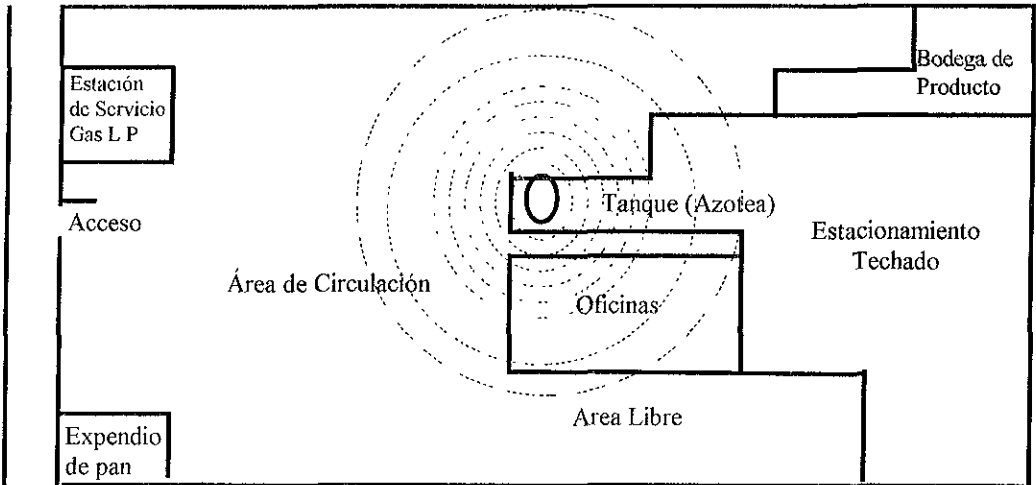 Estación
de Servicio
Gas L P
Bodega de
Producto
Acceso
Tanque (Azotea)
Estacionamiento
Techado
Área de Circulación
Oficinas
Area Libre
Expendio
de pan